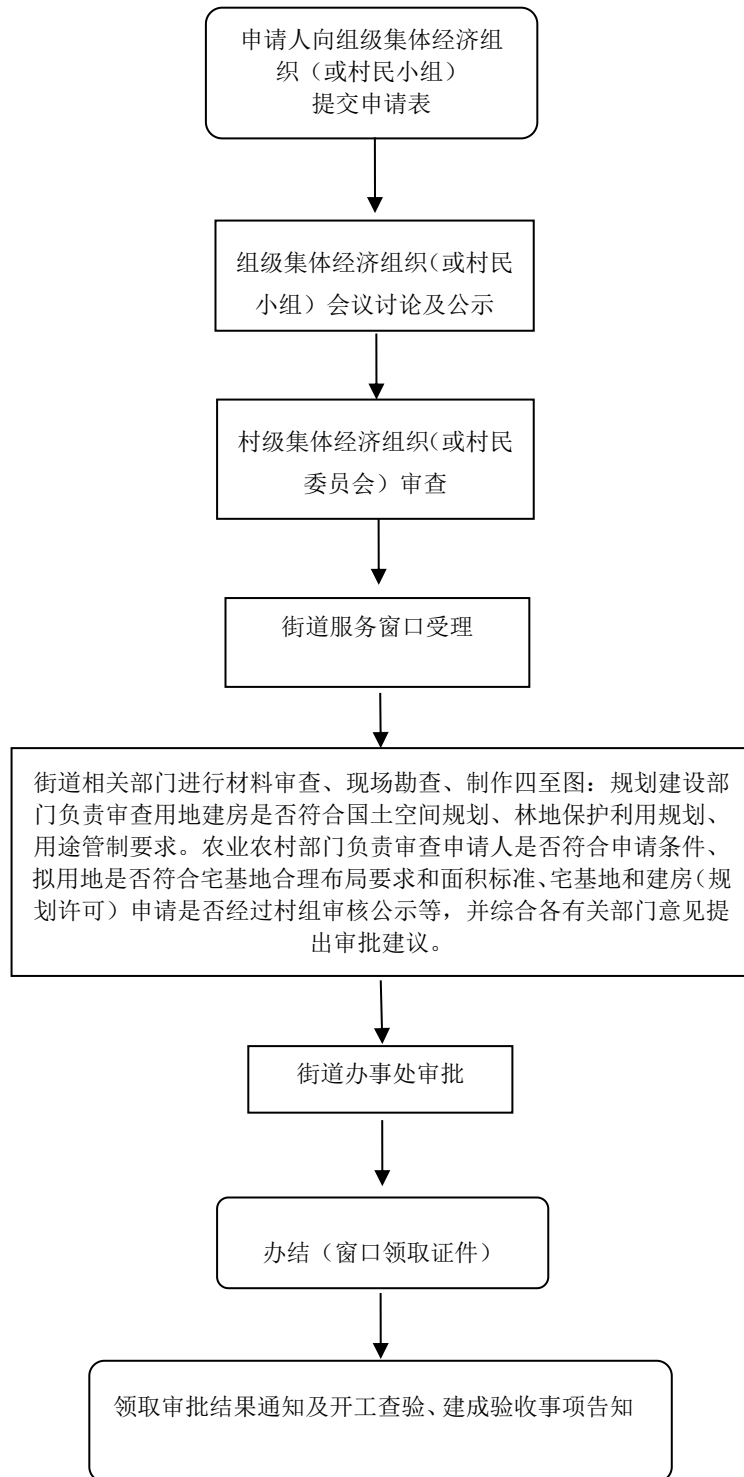 申请人向组级集体经济组
织（或村民小组）
提交申请表
组级集体经济组织（或村民
小组）会议讨论及公示
村级集体经济组织（或村民
委员会）审查
街道服务窗口受理
街道相关部门进行材料审查、现场勘查、制作四至图：规划建设部
门负责审查用地建房是否符合国土空间规划、林地保护利用规划、
用途管制要求。农业农村部门负责审查申请人是否符合申请条件、
拟用地是否符合宅基地合理布局要求和面积标准、宅基地和建房（规
划许可）申请是否经过村组审核公示等，并综合各有关部门意见提
出审批建议。
街道办事处审批
办结（窗口领取证件）
领取审批结果通知及开工查验、建成验收事项告知